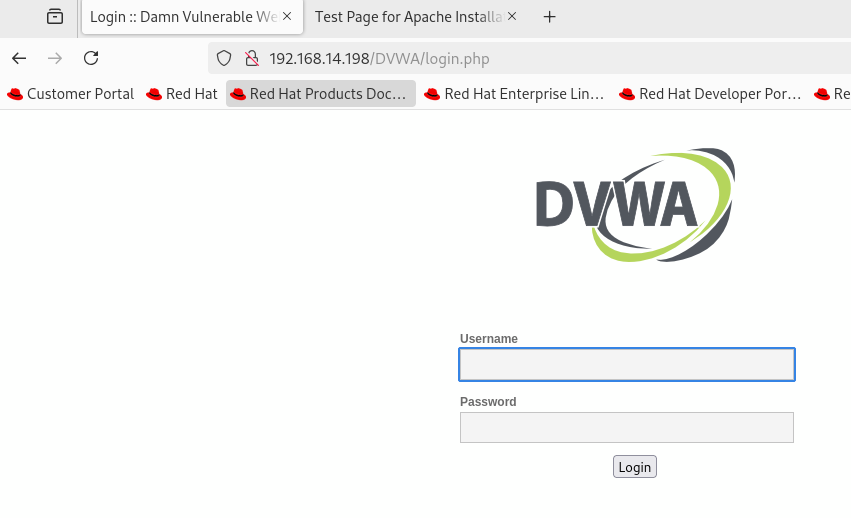 Login :: Damn Vulnerable We
Test Page for Apache Installa
192.168.14.198/DVWA/login.php
Customer Portal
Red Hat
Red Hat Products Doc…
Red Hat Enterprise Lin…
Red Hat Developer Por…
Re
DVWA
Username
Password
Login